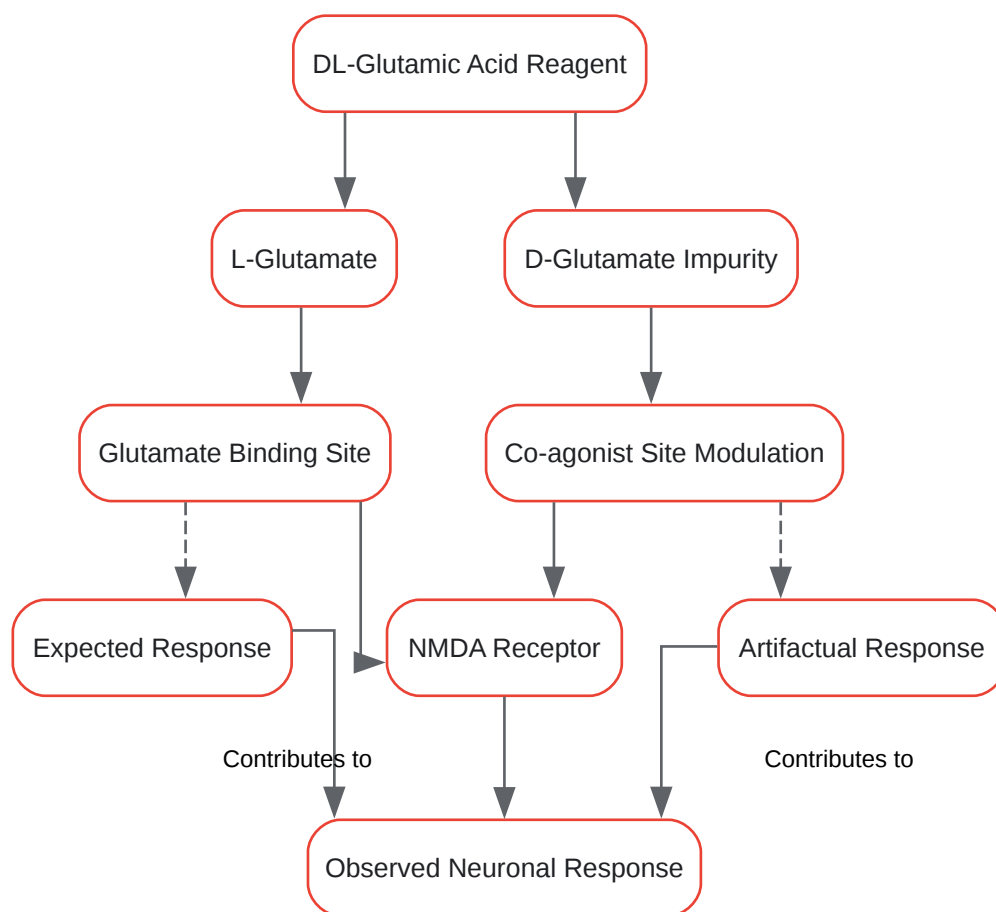 DL-Glutamic Acid Reagent
L-Glutamate
D-Glutamate Impurity
Glutamate Binding Site
Co-agonist Site Modulation
Expected Response
NMDA Receptor
Artifactual Response
Contributes to
Contributes to
Observed Neuronal Response